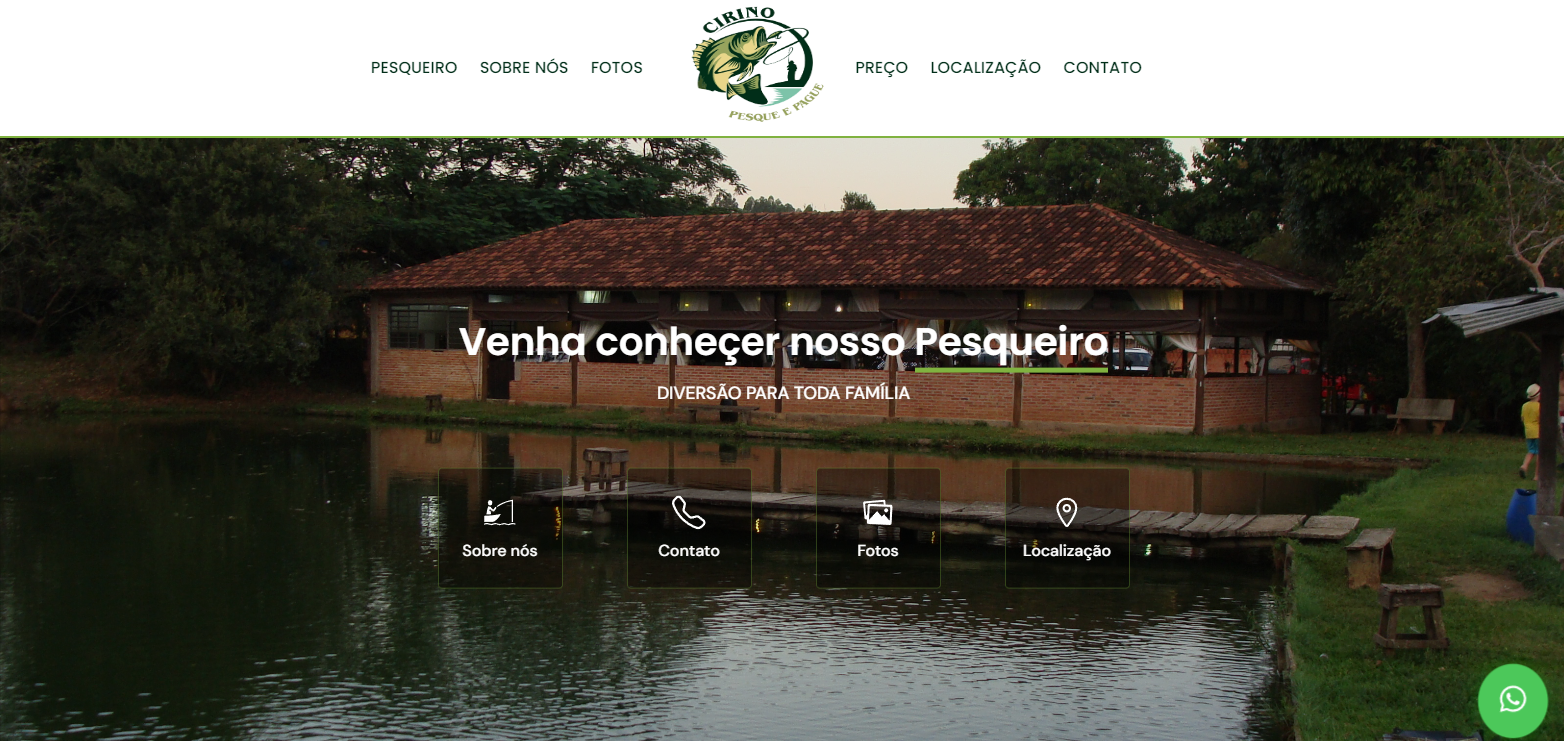 PESQUEIRO SOBRE NÓS FOTOS
CIRINO
PESQUE E PAGUE
PREÇO LOCALIZAÇÃO CONTATO
Venha conheçer nosso Pesqueiro
DIVERSÃO PARA TODA FAMÍLIA
Sobre nós
Contato
Fotos
Localização